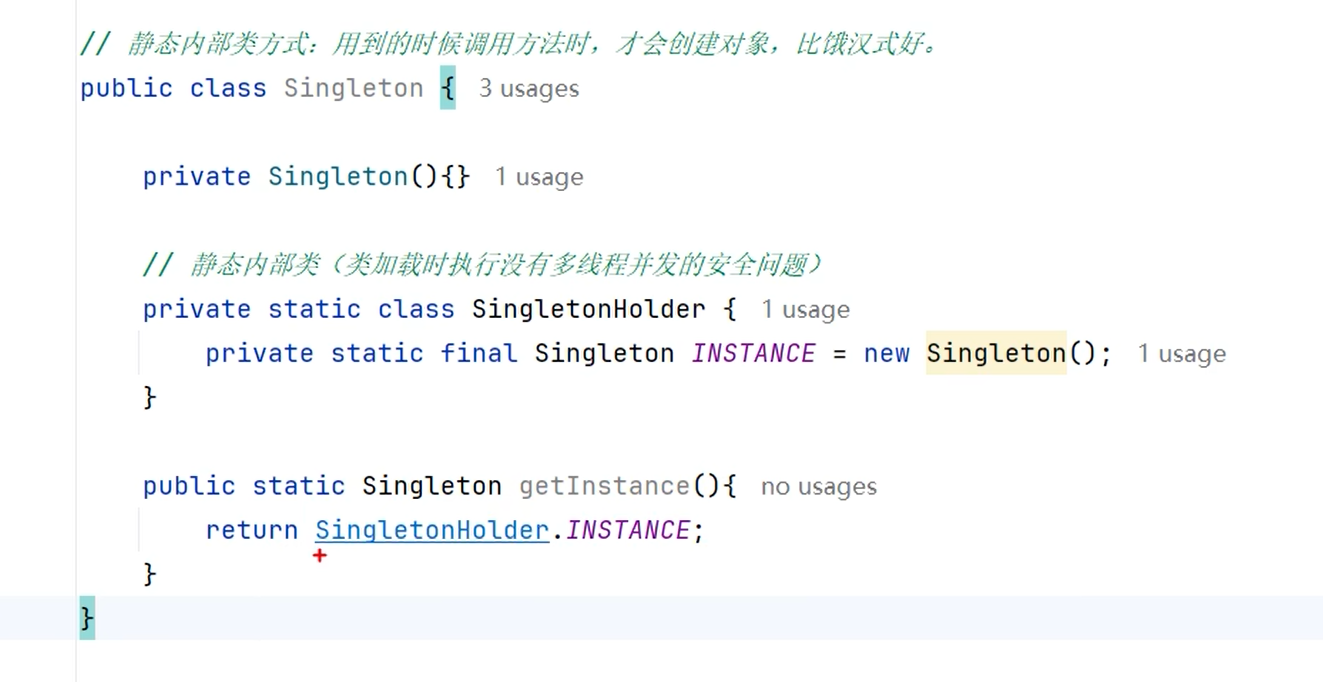 // 静态内部类方式：用到的时候调用方法时，才会创建对象，比饿汉式好。
public class Singleton { 3 usages
private Singleton(){} 1 usage
// 静态内部类（类加载时执行没有多线程并发的安全问题）
private static class SingletonHolder { 1 usage
private static final Singleton INSTANCE = new Singleton(); 1 usage
}
public static Singleton getInstance(){ no usages
return SingletonHolder.INSTANCE;
}
}